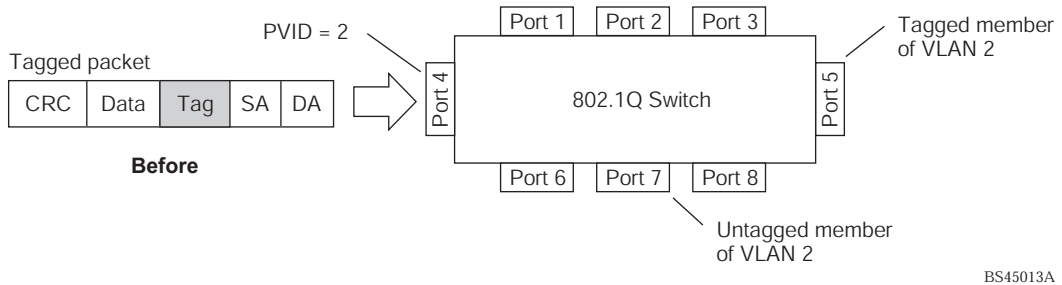 PVID = 2
Port 1
Port 2
Port 3
Tagged member
of VLAN 2
Tagged packet
CRC
Data
Tag
SA
DA
Port 4
802.1Q Switch
Port 5
Before
Port 6
Port 7
Port 8
Untagged member
of VLAN 2
BS45013A